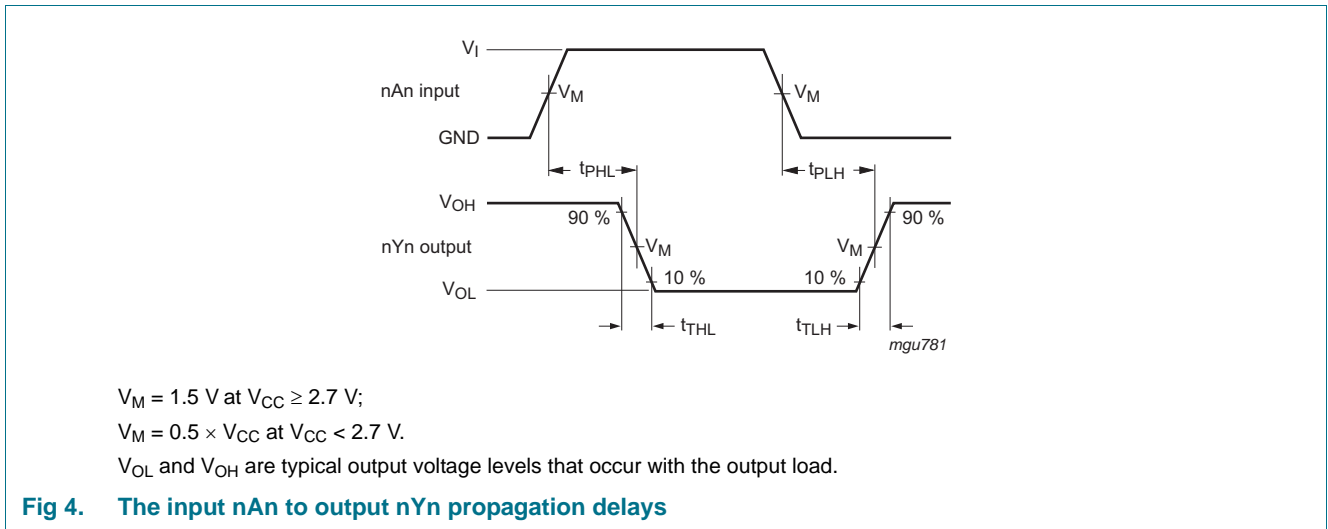 VI
nAn input
VM
VM
GND
tPHL
tPLH
VOH
90 %
90 %
nYn output
VM
VM
10 %
10 %
VOL
tTHL
tTLH
mgu781
VM = 1.5 V at VCC ≥ 2.7 V;
VM = 0.5 × VCC at VCC < 2.7 V.
VOL and VOH are typical output voltage levels that occur with the output load.
Fig 4. The input nAn to output nYn propagation delays